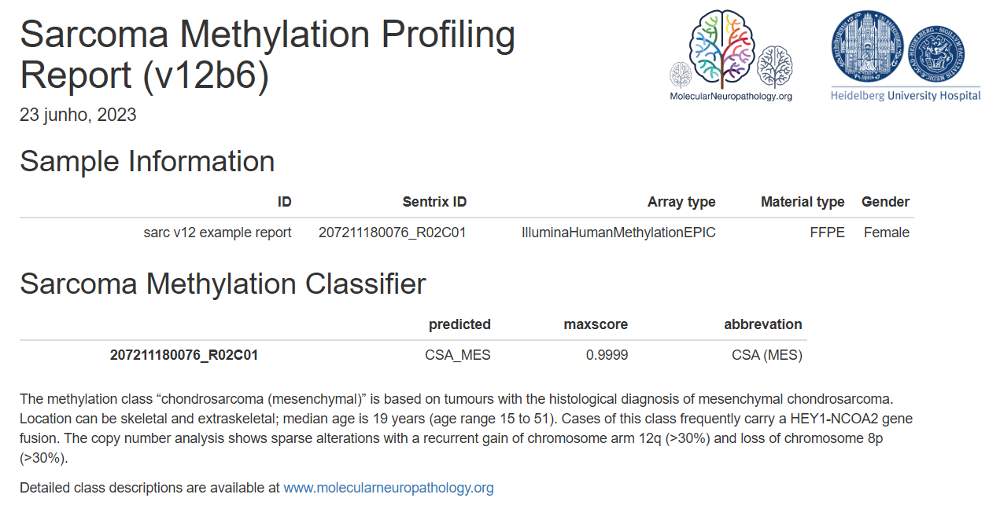 Sarcoma Methylation Profiling
Report (v12b6)
MolecularNeuropathology.org
Heidelberg University Hospital
23 junho, 2023
Sample Information
ID Sentrix ID Array type Material type Gender
sarc v12 example report 207211180076_R02C01 IlluminaHumanMethylationEPIC FFPE Female
Sarcoma Methylation Classifier
predicted maxscore abbrevation
207211180076_R02C01 CSA_MES 0.9999 CSA (MES)
The methylation class “chondrosarcoma (mesenchymal)” is based on tumours with the histological diagnosis of mesenchymal chondrosarcoma.
Location can be skeletal and extraskeletal; median age is 19 years (age range 15 to 51). Cases of this class frequently carry a HEY1-NCOA2 gene
fusion. The copy number analysis shows sparse alterations with a recurrent gain of chromosome arm 12q (>30%) and loss of chromosome 8p
(>30%).
Detailed class descriptions are available at www.molecularneuropathology.org